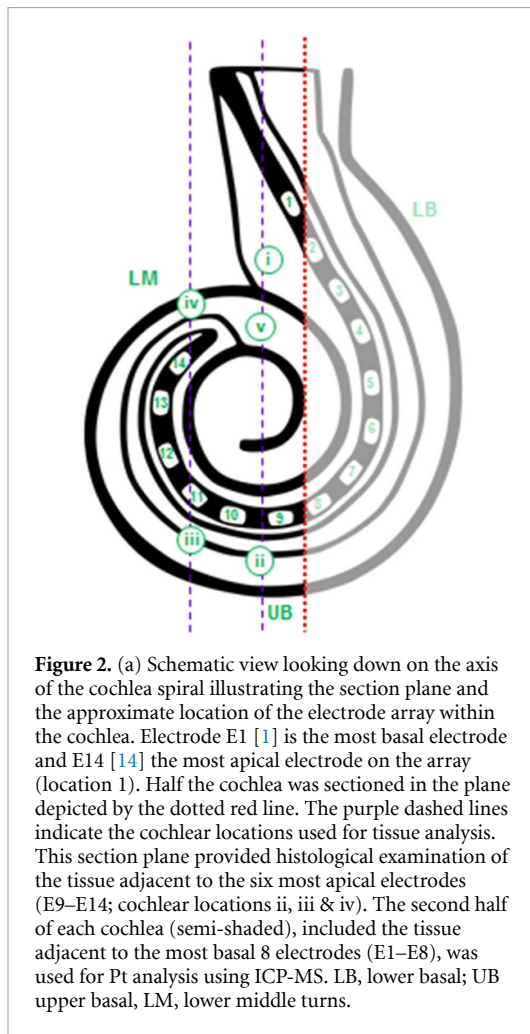 1
LB
2
i
3
LM
iv
4
v
14
5
13
6
12
7
11
8
10
9
iii
ii
UB
Figure 2. (a) Schematic view looking down on the axis
of the cochlea spiral illustrating the section plane and
the approximate location of the electrode array within
the cochlea. Electrode E1 [1] is the most basal electrode
and E14 [14] the most apical electrode on the array
(location 1). Half the cochlea was sectioned in the plane
depicted by the dotted red line. The purple dashed lines
indicate the cochlear locations used for tissue analysis.
This section plane provided histological examination of
the tissue adjacent to the six most apical electrodes
(E9–E14; cochlear locations ii, iii & iv). The second half
of each cochlea (semi-shaded), included the tissue
adjacent to the most basal 8 electrodes (E1–E8), was
used for Pt analysis using ICP-MS. LB, lower basal; UB
upper basal, LM, lower middle turns.